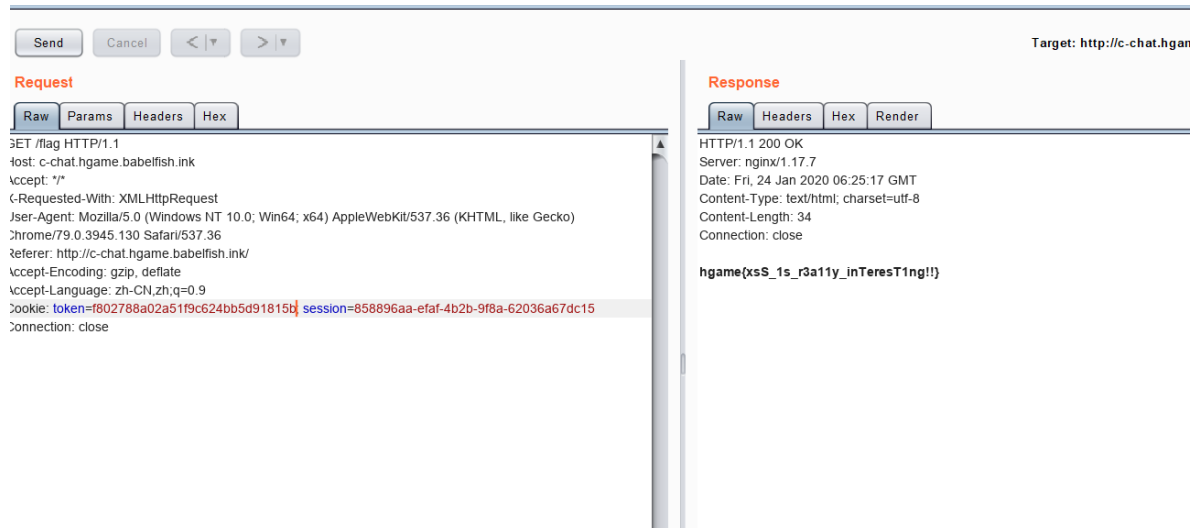 Send Cancel < >
Target: http://c-chat.hgam
Request
Raw Params Headers Hex
GET /flag HTTP/1.1
Host: c-chat.hgame.babelfish.ink
Accept: */*
X-Requested-With: XMLHttpRequest
User-Agent: Mozilla/5.0 (Windows NT 10.0; Win64; x64) AppleWebKit/537.36 (KHTML, like Gecko)
Chrome/79.0.3945.130 Safari/537.36
Referer: http://c-chat.hgame.babelfish.ink/
Accept-Encoding: gzip, deflate
Accept-Language: zh-CN,zh;q=0.9
Cookie: token=f802788a02a51f9c624bb5d91815b; session=858896aa-efaf-4b2b-9f8a-62036a67dc15
Connection: close
Response
Raw Headers Hex Render
HTTP/1.1 200 OK
Server: nginx/1.17.7
Date: Fri, 24 Jan 2020 06:25:17 GMT
Content-Type: text/html; charset=utf-8
Content-Length: 34
Connection: close
hgame{xsS_1s_r3a11y_inTeresT1ng!!}